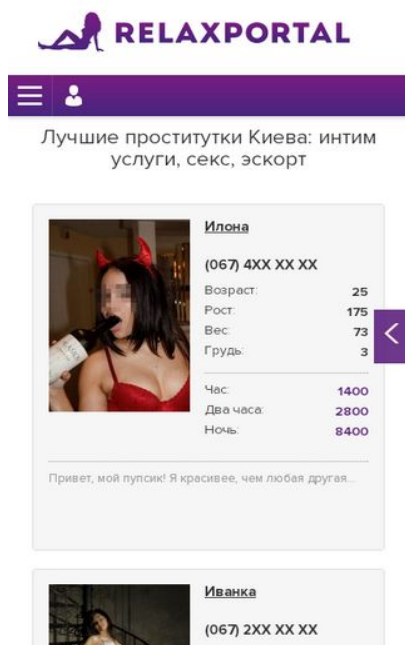 RELAXPORTAL
Лучшие проститутки Киева: интим
услуги, секс, эскорт
Илона
(067) 4XX XX XX
Возраст: 25
Рост: 175
Вес: 73
Грудь: 3
Час: 1400
Два часа: 2800
Ночь: 8400
Привет, мой пупсик! Я красивее, чем любая другая...
Иванка
(067) 2XX XX XX